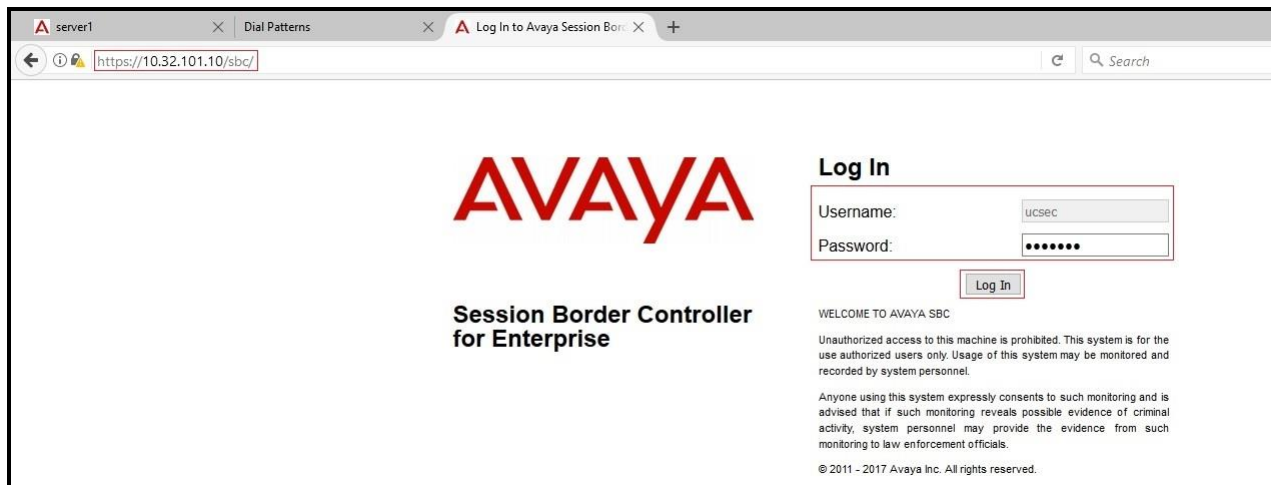 server1
Dial Patterns
Log In to Avaya Session Bor
https://10.32.101.10/sbc/
Search
AVAYA
Session Border Controller
for Enterprise
Log In
Username:
ucsec
Password:
•••••••
Log In
WELCOME TO AVAYA SBC
Unauthorized access to this machine is prohibited. This system is for the
use authorized users only. Usage of this system may be monitored and
recorded by system personnel.
Anyone using this system expressly consents to such monitoring and is
advised that if such monitoring reveals possible evidence of criminal
activity, system personnel may provide the evidence from such
monitoring to law enforcement officials.
© 2011 - 2017 Avaya Inc. All rights reserved.